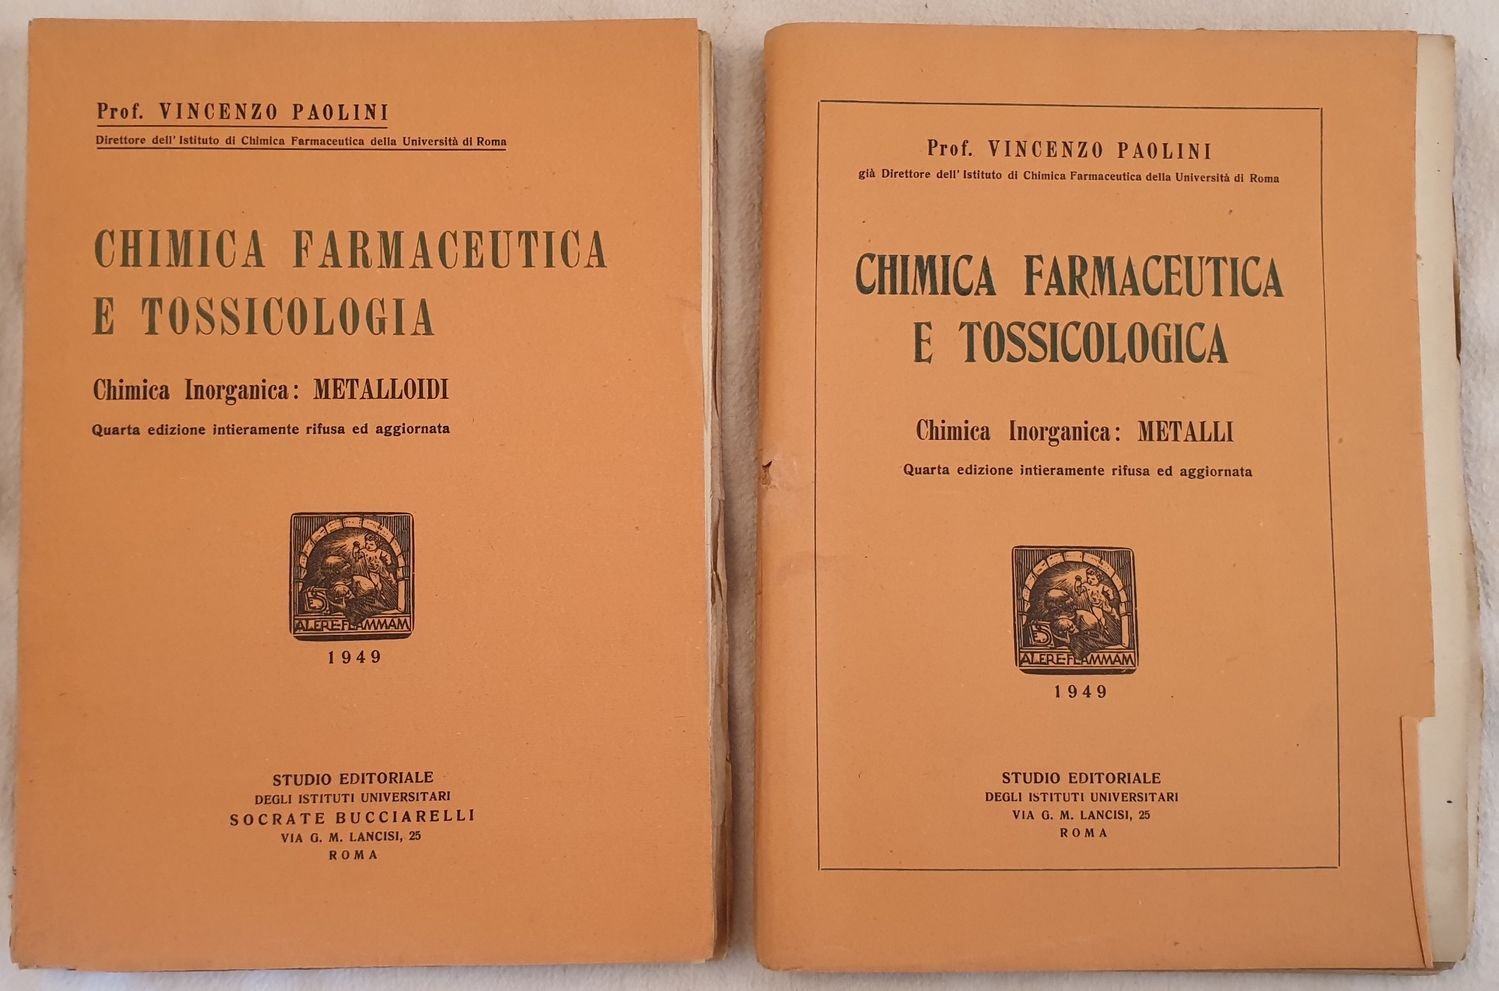 Prof. VINCENZO PAOLINI
Direttore dell' Istituto di Chimica Farmaceutica della Università di Roma
CHIMICA FARMACEUTICA
E TOSSICOLOGIA
Chimica Inorganica: METALLOIDI
Quarta edizione intieramente rifusa ed aggiornata
ALERE FLAMMAM
1949
STUDIO EDITORIALE
DEGLI ISTITUTI UNIVERSITARI
SOCRATE BUCCIARELLI
VIA G. M. LANCISI, 25
ROMA
Prof. VINCENZO PAOLINI
già Direttore dell' Istituto di Chimica Farmaceutica della Università di Roma
CHIMICA FARMACEUTICA
E TOSSICOLOGICA
Chimica Inorganica: METALLI
Quarta edizione intieramente rifusa ed aggiornata
ALERE FLAMMAM
1949
STUDIO EDITORIALE
DEGLI ISTITUTI UNIVERSITARI
VIA G. M. LANCISI, 25
ROMA